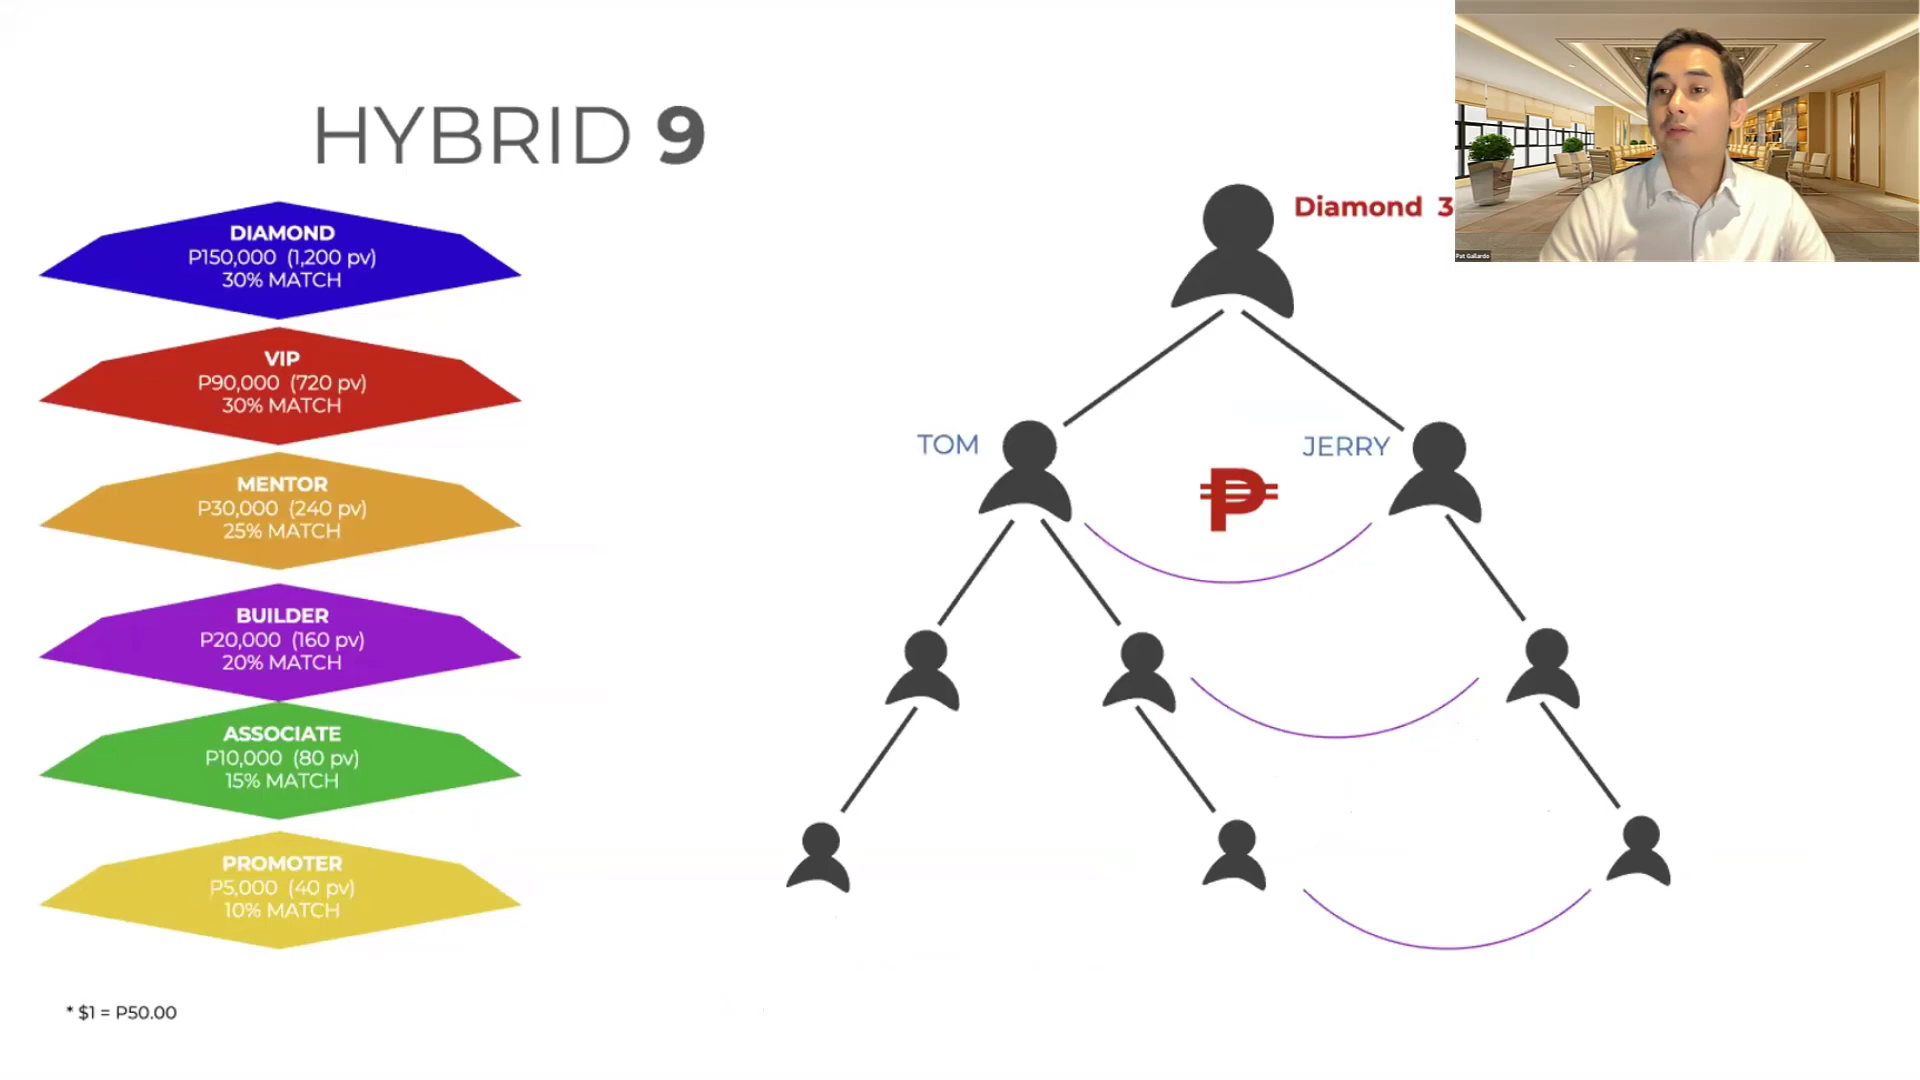 HYBRID 9
DIAMOND
P150,000 (1,200 pv)
30% MATCH
VIP
P90,000 (720 pv)
30% MATCH
MENTOR
P30,000 (240 pv)
25% MATCH
BUILDER
P20,000 (160 pv)
20% MATCH
ASSOCIATE
P10,000 (80 pv)
15% MATCH
PROMOTER
P5,000 (40 pv)
10% MATCH
* $1 = P50.00
Diamond 3
TOM
JERRY
₱
Pat Gallardo